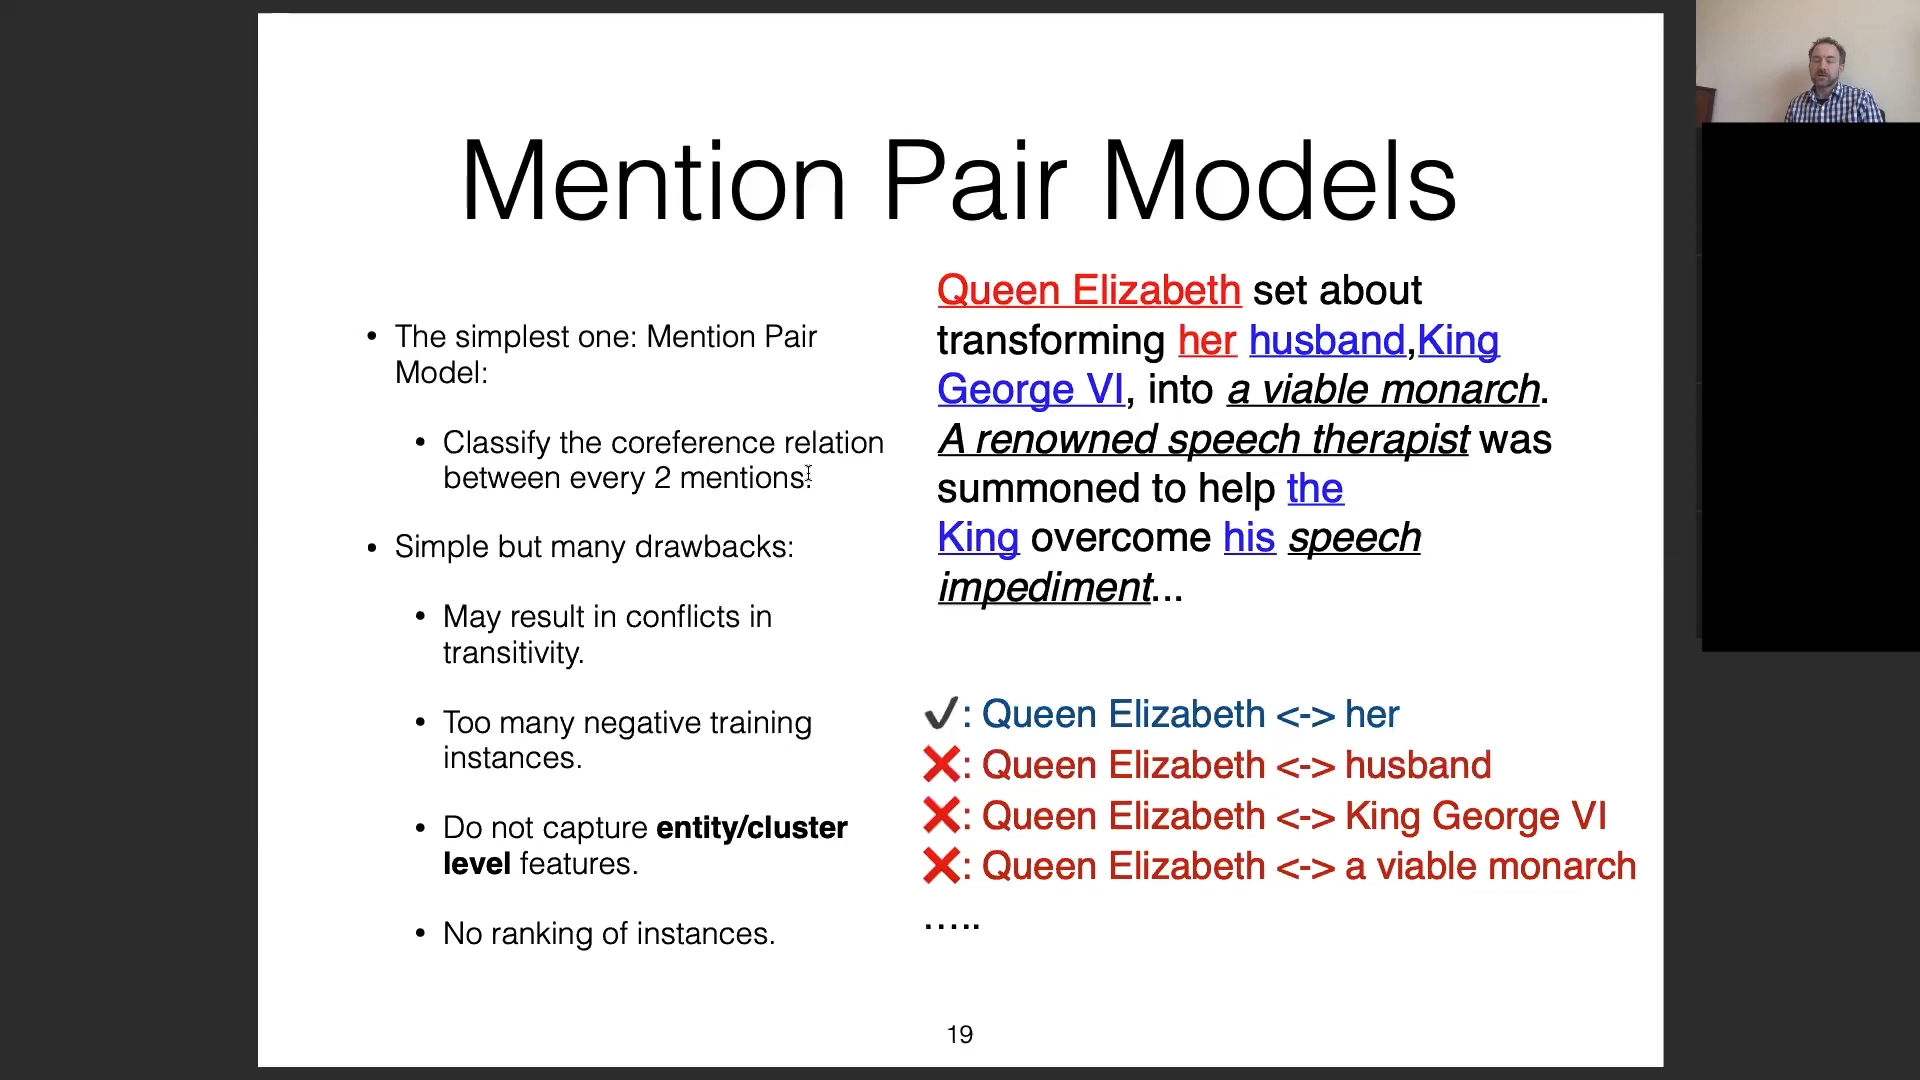 Mention Pair Models
• The simplest one: Mention Pair
Model:
• Classify the coreference relation
between every 2 mentions.
• Simple but many drawbacks:
• May result in conflicts in
transitivity.
• Too many negative training
instances.
• Do not capture entity/cluster
level features.
• No ranking of instances.
Queen Elizabeth set about
transforming her husband,King
George VI, into a viable monarch.
A renowned speech therapist was
summoned to help the
King overcome his speech
impediment...
✔: Queen Elizabeth <-> her
❌: Queen Elizabeth <-> husband
❌: Queen Elizabeth <-> King George VI
❌: Queen Elizabeth <-> a viable monarch
.....
19